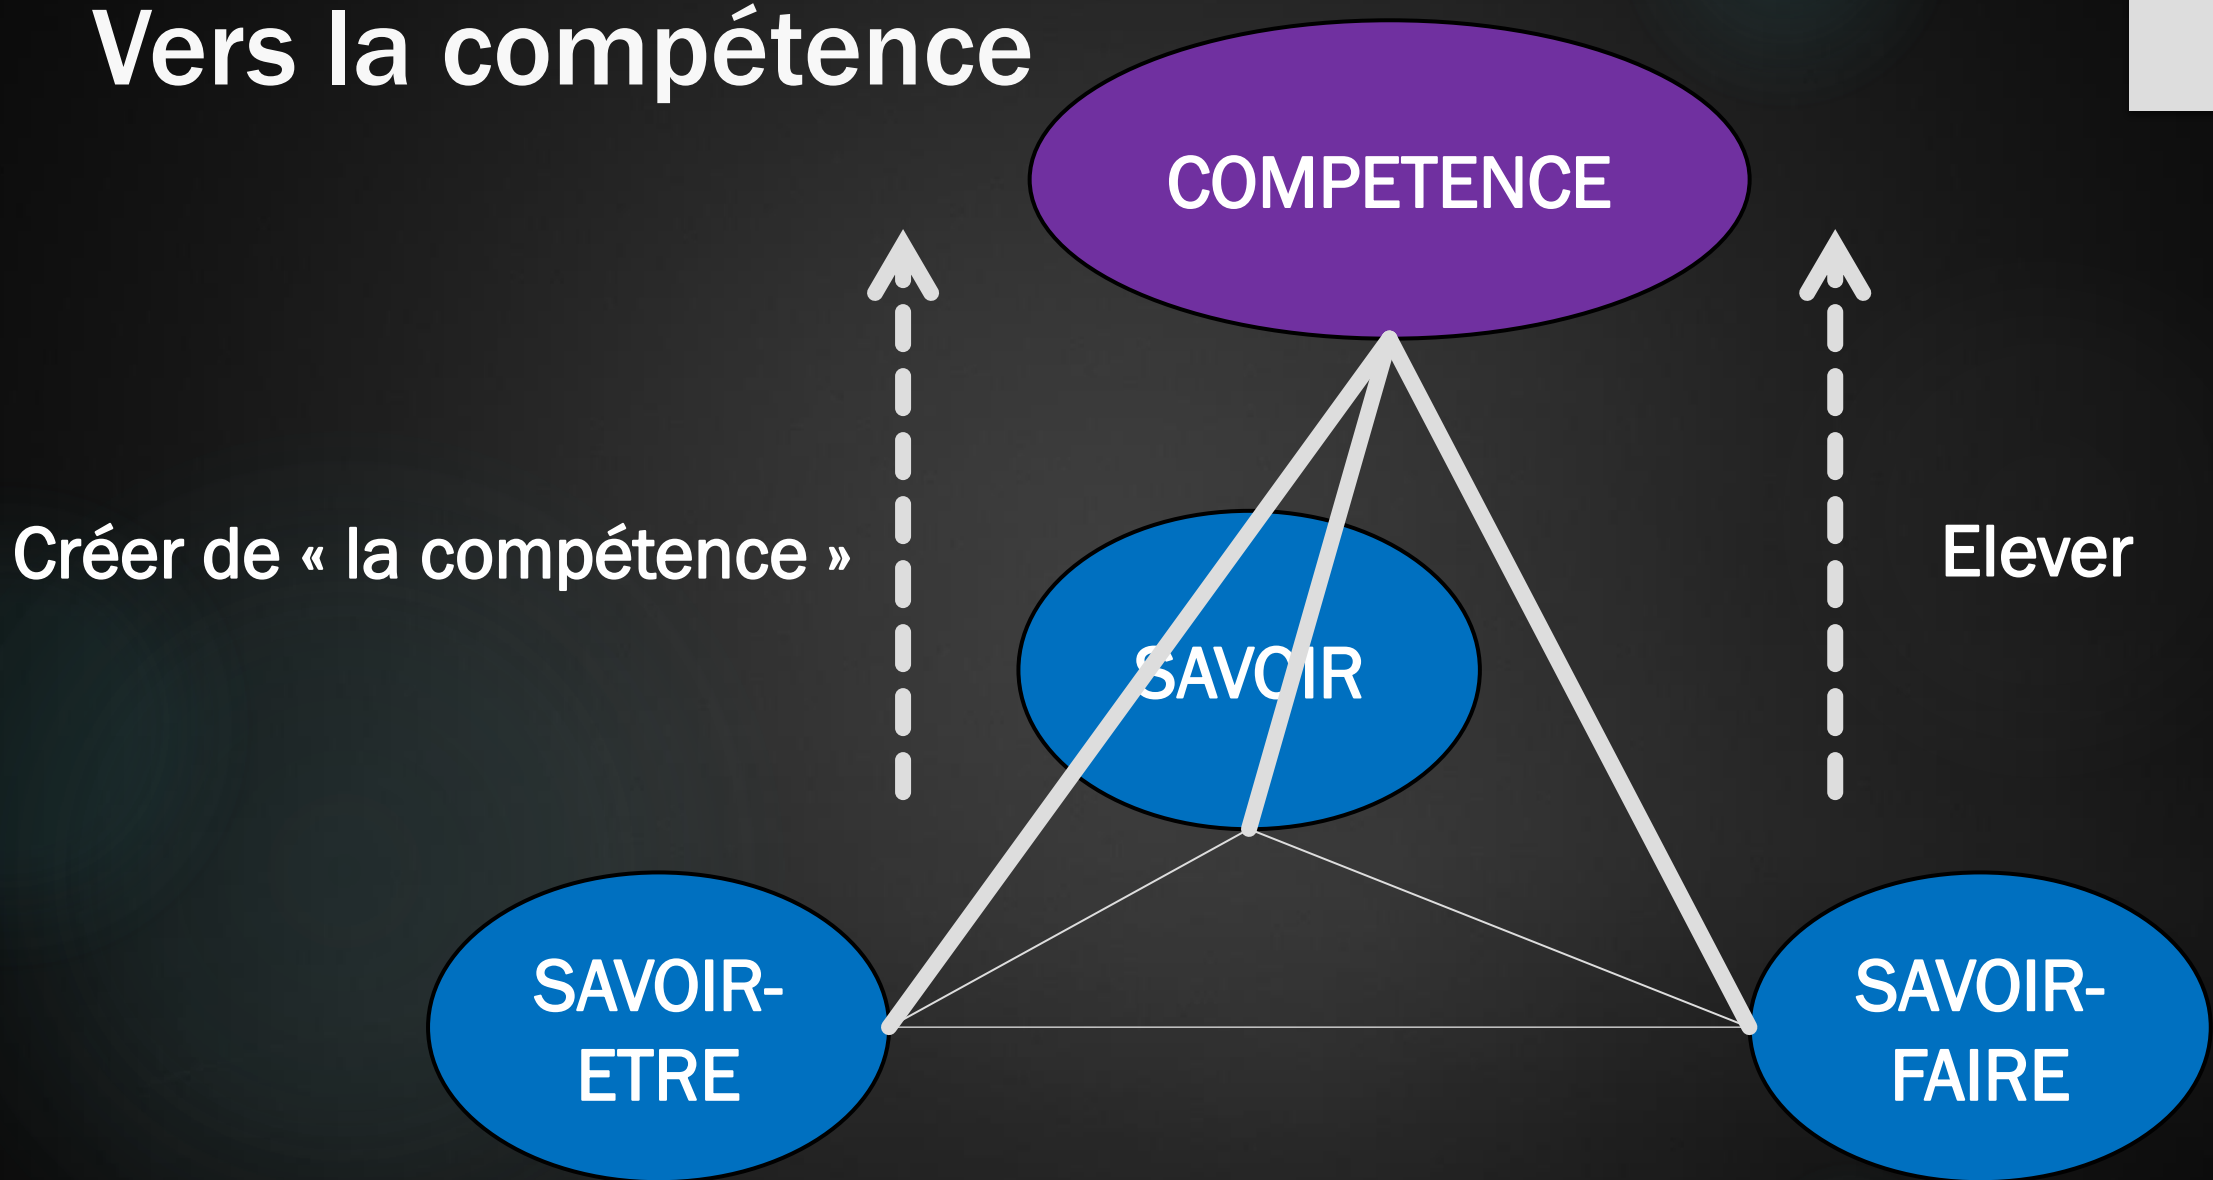 Vers la compétence
COMPETENCE
Créer de « la compétence »
Elever
SAVOIR
SAVOIR-
ETRE
SAVOIR-
FAIRE